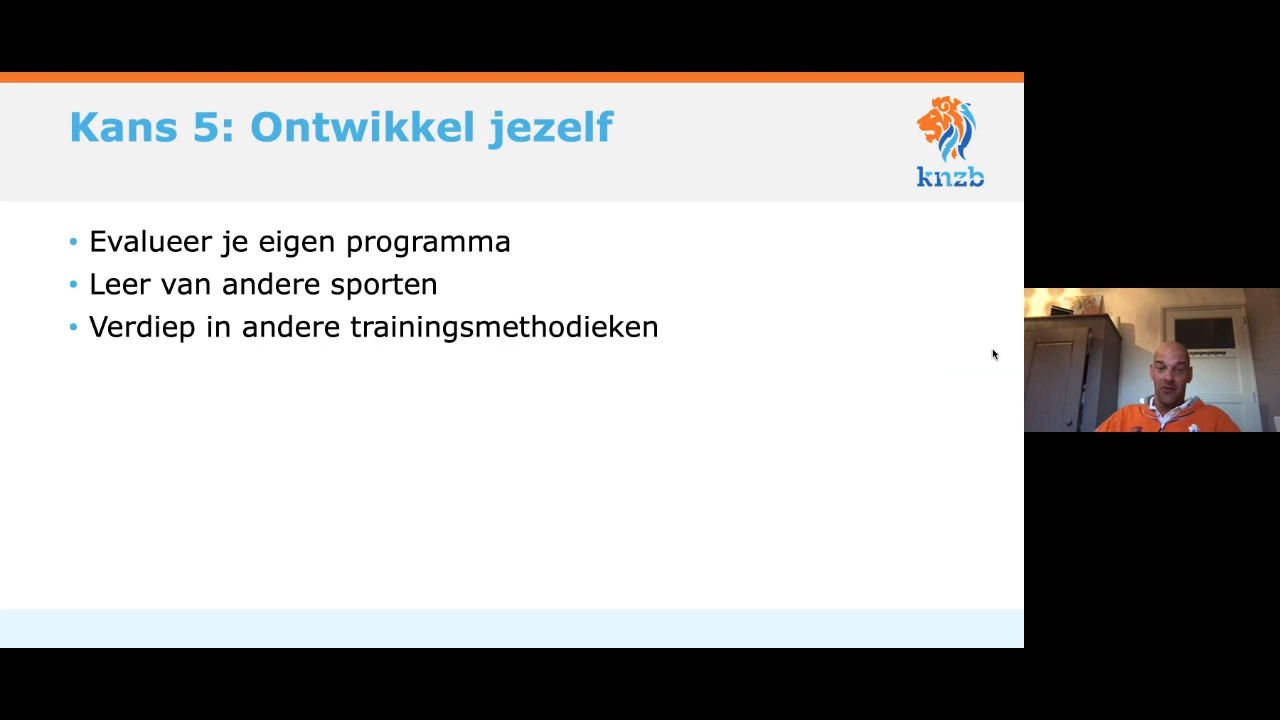 Kans 5: Ontwikkel jezelf
knzb
• Evalueer je eigen programma
• Leer van andere sporten
• Verdiep in andere trainingsmethodieken